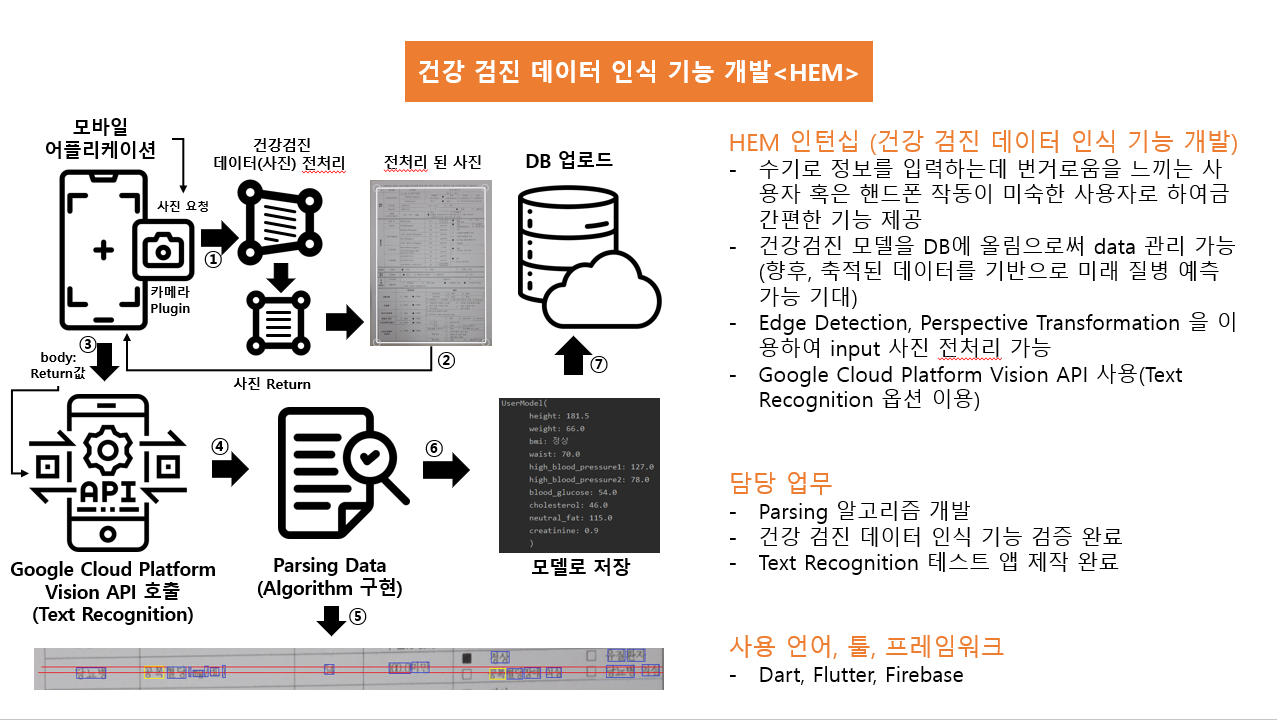 건강 검진 데이터 인식 기능 개발<HEM>
모바일
어플리케이션
사진 요청
카메라
Plugin
①
건강검진
데이터(사진) 전처리
전처리 된 사진
②
사진 Return
③
body:
Return값
API
Google Cloud Platform
Vision API 호출
(Text Recognition)
④
Parsing Data
(Algorithm 구현)
⑤
⑥
UserModel(
height: 181.5
weight: 66.0
bmi: 정상
waist: 70.0
high_blood_pressure1: 127.0
high_blood_pressure2: 78.0
blood_glucose: 54.0
cholesterol: 46.0
neutral_fat: 115.0
creatinine: 0.9
)
모델로 저장
⑦
DB 업로드
HEM 인턴십 (건강 검진 데이터 인식 기능 개발)
- 수기로 정보를 입력하는데 번거로움을 느끼는 사
용자 혹은 핸드폰 작동이 미숙한 사용자로 하여금
간편한 기능 제공
- 건강검진 모델을 DB에 올림으로써 data 관리 가능
(향후, 축적된 데이터를 기반으로 미래 질병 예측
가능 기대)
- Edge Detection, Perspective Transformation 을 이
용하여 input 사진 전처리 가능
- Google Cloud Platform Vision API 사용(Text
Recognition 옵션 이용)
담당 업무
- Parsing 알고리즘 개발
- 건강 검진 데이터 인식 기능 검증 완료
- Text Recognition 테스트 앱 제작 완료
사용 언어, 툴, 프레임워크
- Dart, Flutter, Firebase